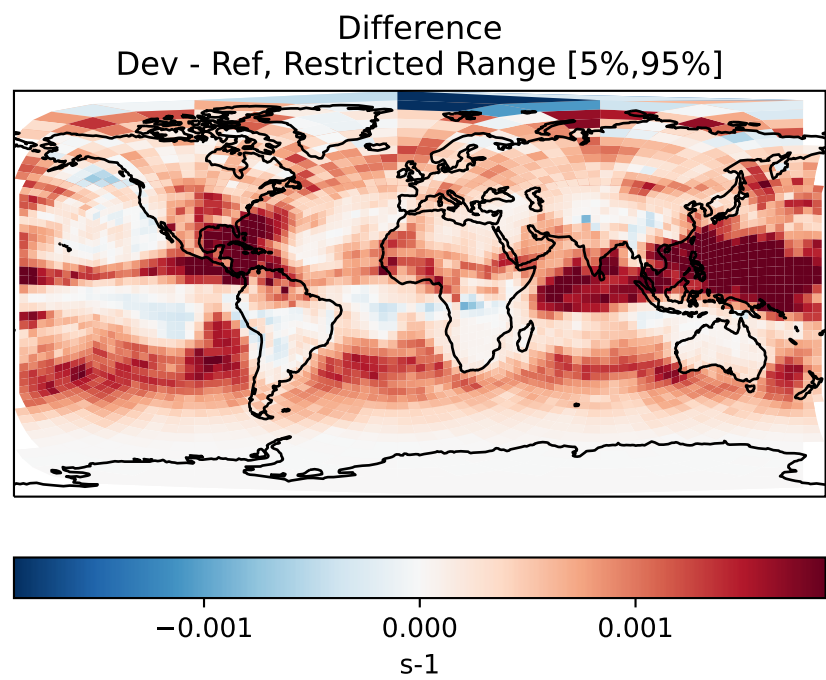 Difference
Dev - Ref, Restricted Range [5%,95%]
−0.001 0.000 0.001
s-1